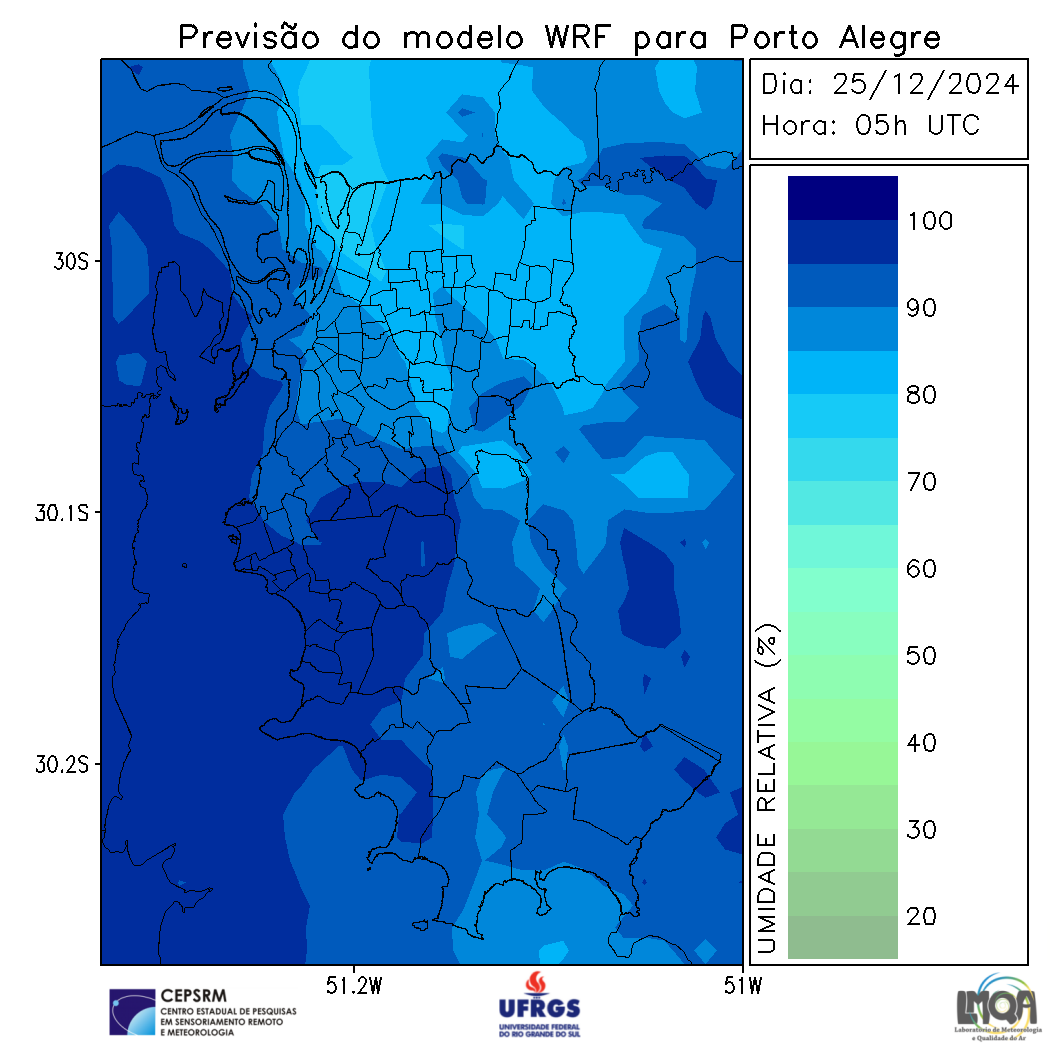 Previsão do modelo WRF para Porto Alegre
Dia: 25/12/2024
Hora: 05h UTC
30S
30.1S
30.2S
51.2W
51W
100
90
80
70
60
50
40
30
20
UMIDADE RELATIVA (%)
CEPSRM
CENTRO ESTADUAL DE PESQUISAS
EM SENSORIAMENTO REMOTO
E METEOROLOGIA
UFRGS
UNIVERSIDADE FEDERAL
DO RIO GRANDE DO SUL
LMQA
Laboratório de Meteorologia
e Qualidade do Ar